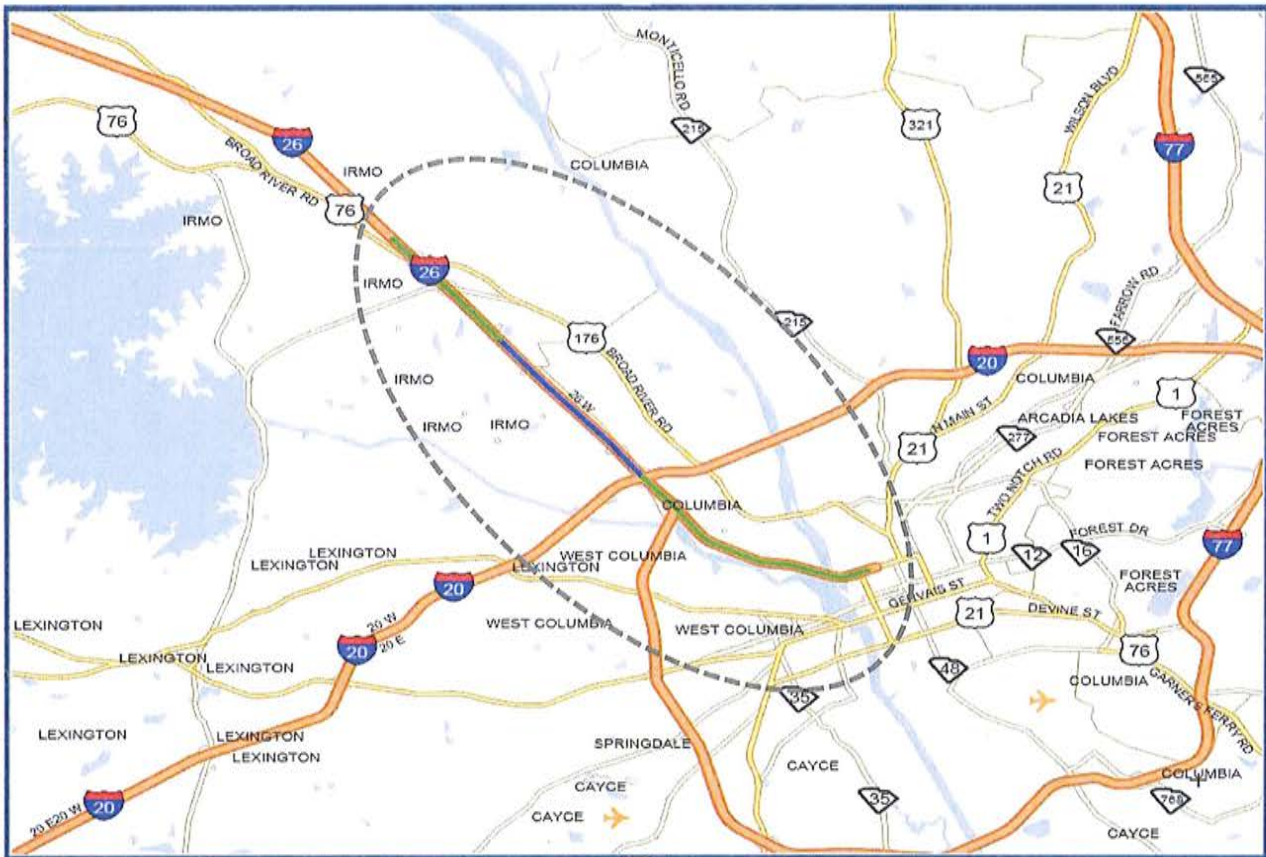 MONTICELLO RD
76
26
215
321
WILSON BLVD
21
555
77
IRMO
COLUMBIA
BROAD RIVER RD
76
IRMO
26
IRMO
FARROW RD
215
176
555
20
COLUMBIA
BROAD RIVER RD
IRMO
26 W
1
N MAIN ST
ARCADIA LAKES
FOREST
ACRES
IRMO
IRMO
21
277
FOREST ACRES
TWO NOTCH RD
FOREST ACRES
COLUMBIA
1
FOREST DR
12
16
77
LEXINGTON
LEXINGTON
WEST COLUMBIA
LEXINGTON
20
FOREST
ACRES
GERVAIS ST
21
DEVINE ST
LEXINGTON
20 W
20 E
WEST COLUMBIA
WEST COLUMBIA
20
LEXINGTON
LEXINGTON
76
48
COLUMBIA
35
GARNERS FERRY RD
LEXINGTON
LEXINGTON
LEXINGTON
SPRINGDALE
CAYCE
COLUMBIA
CAYCE
20
35
768
20 E20 W
CAYCE
CAYCE